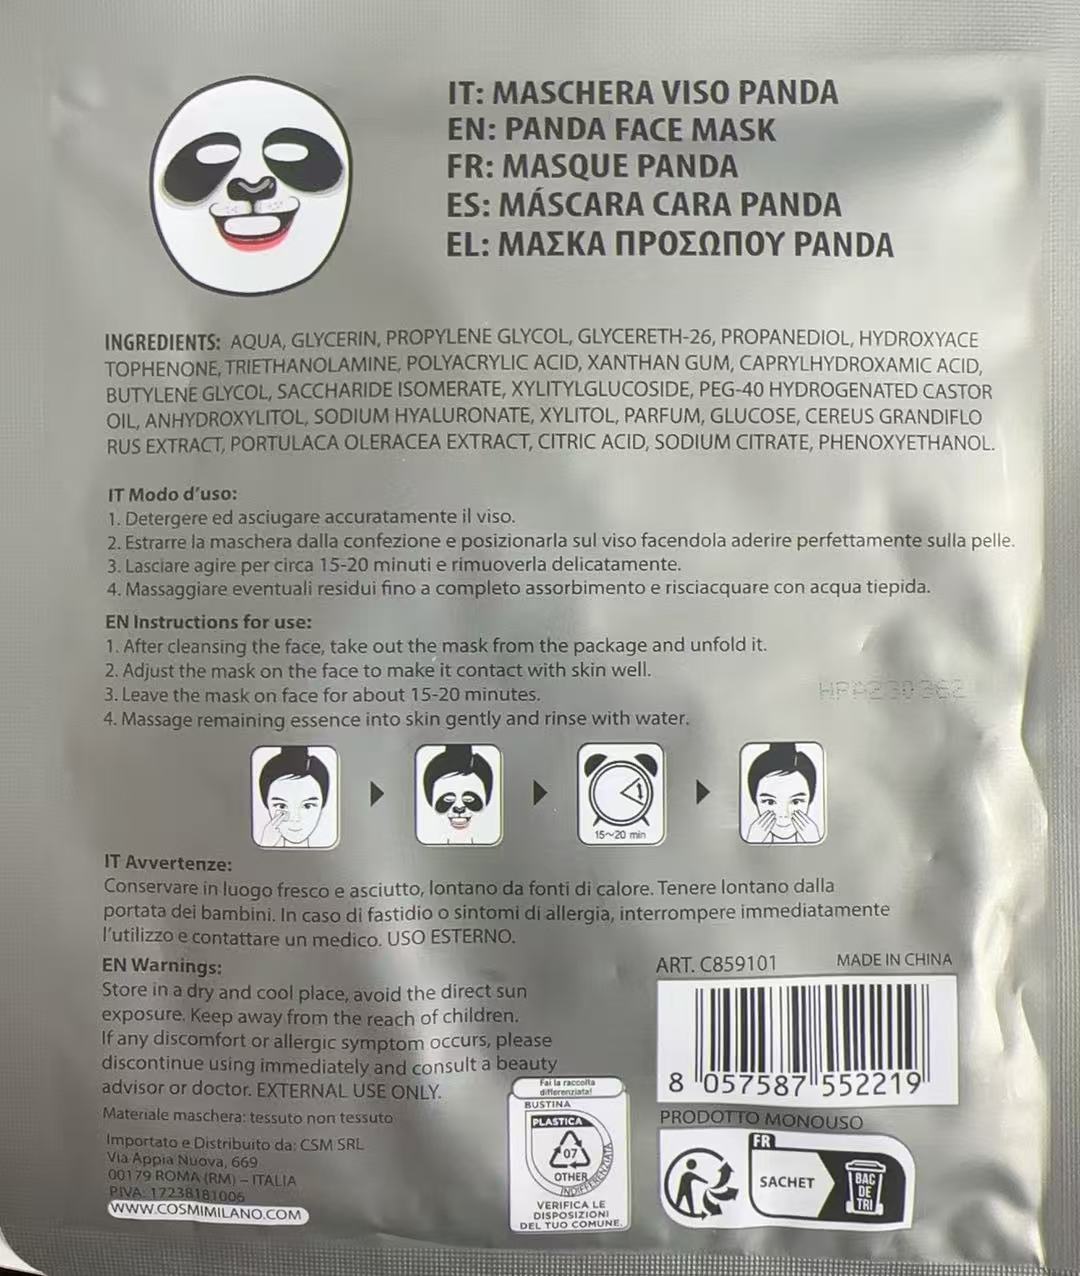 IT: MASCHERA VISO PANDA
EN: PANDA FACE MASK
FR: MASQUE PANDA
ES: MÁSCARA CARA PANDA
EL: ΜΑΣΚΑ ΠΡΟΣΩΠΟΥ PANDA
INGREDIENTS: AQUA, GLYCERIN, PROPYLENE GLYCOL, GLYCERETH-26, PROPANEDIOL, HYDROXYACE
TOPHENONE, TRIETHANOLAMINE, POLYACRYLIC ACID, XANTHAN GUM, CAPRYLHYDROXAMIC ACID,
BUTYLENE GLYCOL, SACCHARIDE ISOMERATE, XYLITYLGLUCOSIDE, PEG-40 HYDROGENATED CASTOR
OIL, ANHYDROXYLITOL, SODIUM HYALURONATE, XYLITOL, PARFUM, GLUCOSE, CEREUS GRANDIFLO
RUS EXTRACT, PORTULACA OLERACEA EXTRACT, CITRIC ACID, SODIUM CITRATE, PHENOXYETHANOL.
IT Modo d'uso:
1. Detergere ed asciugare accuratamente il viso.
2. Estrarre la maschera dalla confezione e posizionarla sul viso facendola aderire perfettamente sulla pelle.
3. Lasciare agire per circa 15-20 minuti e rimuoverla delicatamente.
4. Massaggiare eventuali residui fino a completo assorbimento e risciacquare con acqua tiepida.
EN Instructions for use:
1. After cleansing the face, take out the mask from the package and unfold it.
2. Adjust the mask on the face to make it contact with skin well.
3. Leave the mask on face for about 15-20 minutes.
4. Massage remaining essence into skin gently and rinse with water.
HPA230362
15~20 min
IT Avvertenze:
Conservare in luogo fresco e asciutto, lontano da fonti di calore. Tenere lontano dalla
portata dei bambini. In caso di fastidio o sintomi di allergia, interrompere immediatamente
l'utilizzo e contattare un medico. USO ESTERNO.
EN Warnings:
Store in a dry and cool place, avoid the direct sun
exposure. Keep away from the reach of children.
If any discomfort or allergic symptom occurs, please
discontinue using immediately and consult a beauty
advisor or doctor. EXTERNAL USE ONLY.
Materiale maschera: tessuto non tessuto
Importato e Distribuito da: CSM SRL
Via Appia Nuova, 669
00179 ROMA (RM) – ITALIA
PIVA: 17238181006
WWW.COSMIMILANO.COM
Fai la raccolta
differenziata!
BUSTINA
PLASTICA
07
OTHER
INDIFFERENZIATA
VERIFICA LE
DISPOSIZIONI
DEL TUO COMUNE.
ART. C859101 MADE IN CHINA
8 057587 552219
PRODOTTO MONOUSO
FR
SACHET
BAC
DE
TRI